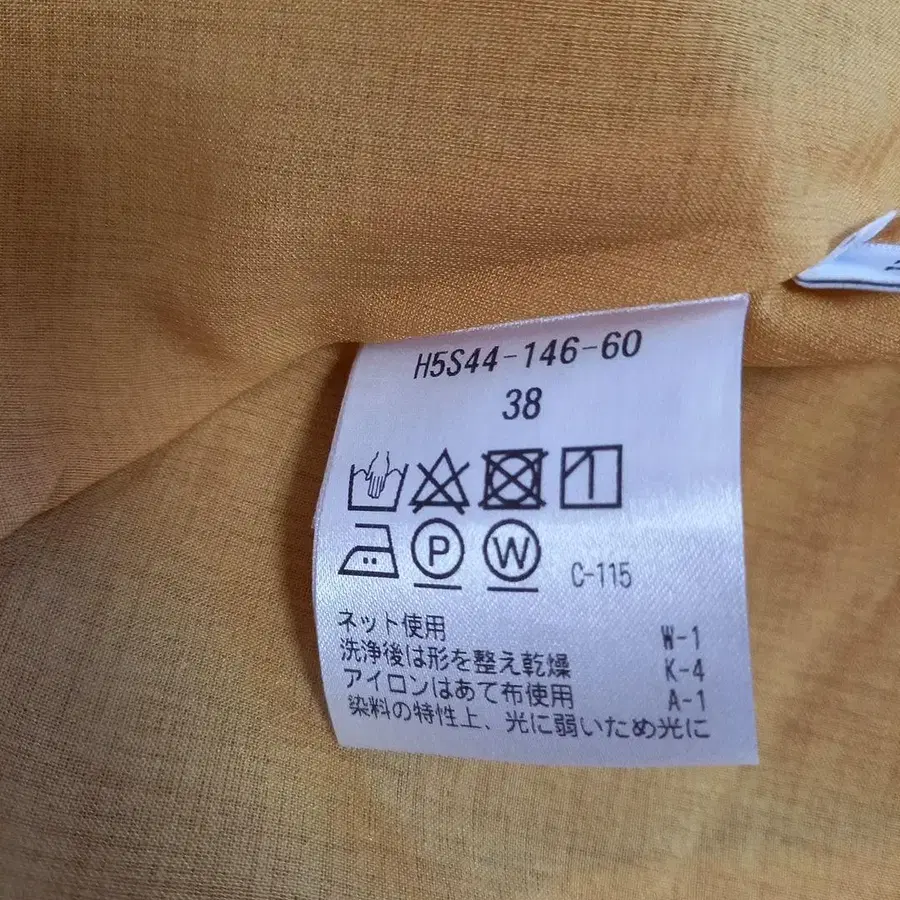 H5S44-146-60
38
P W C-115
ネット使用 W-1
洗浄後は形を整え乾燥 K-4
アイロンはあて布使用 A-1
染料の特性上、光に弱いため光に